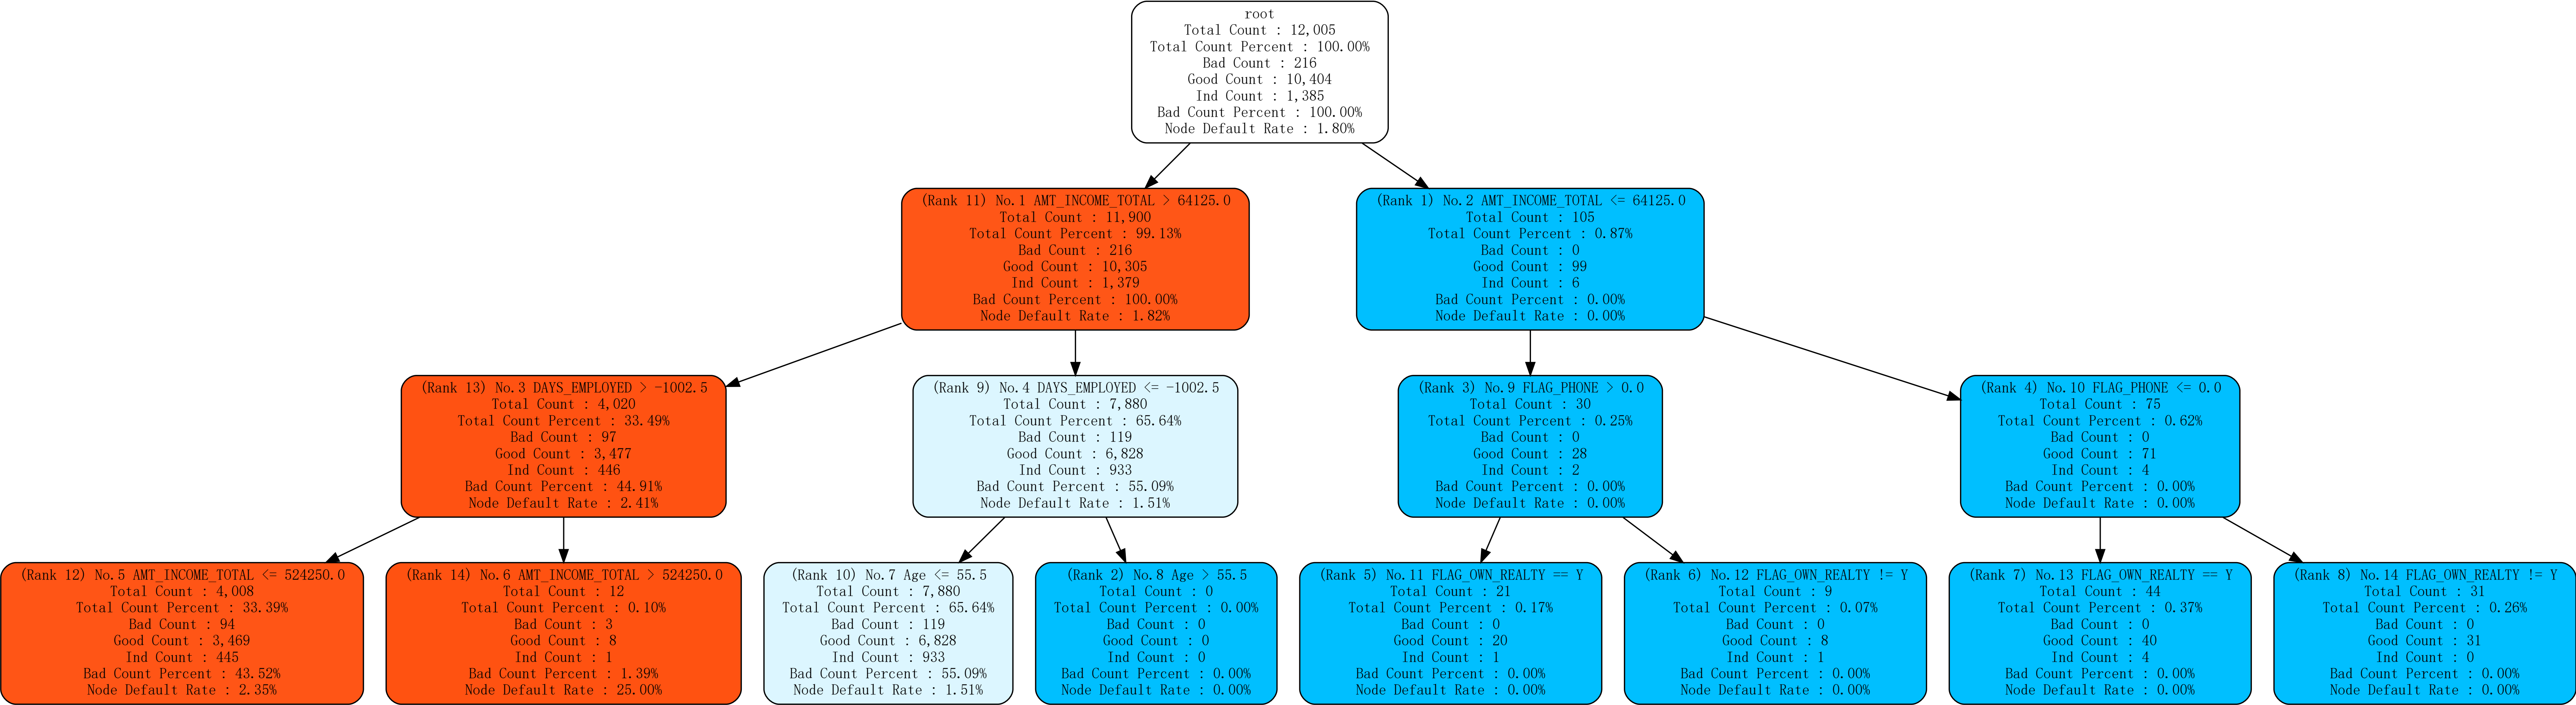 root
Total Count : 12,005
Total Count Percent : 100.00%
Bad Count : 216
Good Count : 10,404
Ind Count : 1,385
Bad Count Percent : 100.00%
Node Default Rate : 1.80%
(Rank 11) No.1 AMT_INCOME_TOTAL > 64125.0
Total Count : 11,900
Total Count Percent : 99.13%
Bad Count : 216
Good Count : 10,305
Ind Count : 1,379
Bad Count Percent : 100.00%
Node Default Rate : 1.82%
(Rank 1) No.2 AMT_INCOME_TOTAL <= 64125.0
Total Count : 105
Total Count Percent : 0.87%
Bad Count : 0
Good Count : 99
Ind Count : 6
Bad Count Percent : 0.00%
Node Default Rate : 0.00%
(Rank 13) No.3 DAYS_EMPLOYED > -1002.5
Total Count : 4,020
Total Count Percent : 33.49%
Bad Count : 97
Good Count : 3,477
Ind Count : 446
Bad Count Percent : 44.91%
Node Default Rate : 2.41%
(Rank 9) No.4 DAYS_EMPLOYED <= -1002.5
Total Count : 7,880
Total Count Percent : 65.64%
Bad Count : 119
Good Count : 6,828
Ind Count : 933
Bad Count Percent : 55.09%
Node Default Rate : 1.51%
(Rank 3) No.9 FLAG_PHONE > 0.0
Total Count : 30
Total Count Percent : 0.25%
Bad Count : 0
Good Count : 28
Ind Count : 2
Bad Count Percent : 0.00%
Node Default Rate : 0.00%
(Rank 4) No.10 FLAG_PHONE <= 0.0
Total Count : 75
Total Count Percent : 0.62%
Bad Count : 0
Good Count : 71
Ind Count : 4
Bad Count Percent : 0.00%
Node Default Rate : 0.00%
(Rank 12) No.5 AMT_INCOME_TOTAL <= 524250.0
Total Count : 4,008
Total Count Percent : 33.39%
Bad Count : 94
Good Count : 3,469
Ind Count : 445
Bad Count Percent : 43.52%
Node Default Rate : 2.35%
(Rank 14) No.6 AMT_INCOME_TOTAL > 524250.0
Total Count : 12
Total Count Percent : 0.10%
Bad Count : 3
Good Count : 8
Ind Count : 1
Bad Count Percent : 1.39%
Node Default Rate : 25.00%
(Rank 10) No.7 Age <= 55.5
Total Count : 7,880
Total Count Percent : 65.64%
Bad Count : 119
Good Count : 6,828
Ind Count : 933
Bad Count Percent : 55.09%
Node Default Rate : 1.51%
(Rank 2) No.8 Age > 55.5
Total Count : 0
Total Count Percent : 0.00%
Bad Count : 0
Good Count : 0
Ind Count : 0
Bad Count Percent : 0.00%
Node Default Rate : 0.00%
(Rank 5) No.11 FLAG_OWN_REALTY == Y
Total Count : 21
Total Count Percent : 0.17%
Bad Count : 0
Good Count : 20
Ind Count : 1
Bad Count Percent : 0.00%
Node Default Rate : 0.00%
(Rank 6) No.12 FLAG_OWN_REALTY != Y
Total Count : 9
Total Count Percent : 0.07%
Bad Count : 0
Good Count : 8
Ind Count : 1
Bad Count Percent : 0.00%
Node Default Rate : 0.00%
(Rank 7) No.13 FLAG_OWN_REALTY == Y
Total Count : 44
Total Count Percent : 0.37%
Bad Count : 0
Good Count : 40
Ind Count : 4
Bad Count Percent : 0.00%
Node Default Rate : 0.00%
(Rank 8) No.14 FLAG_OWN_REALTY != Y
Total Count : 31
Total Count Percent : 0.26%
Bad Count : 0
Good Count : 31
Ind Count : 0
Bad Count Percent : 0.00%
Node Default Rate : 0.00%